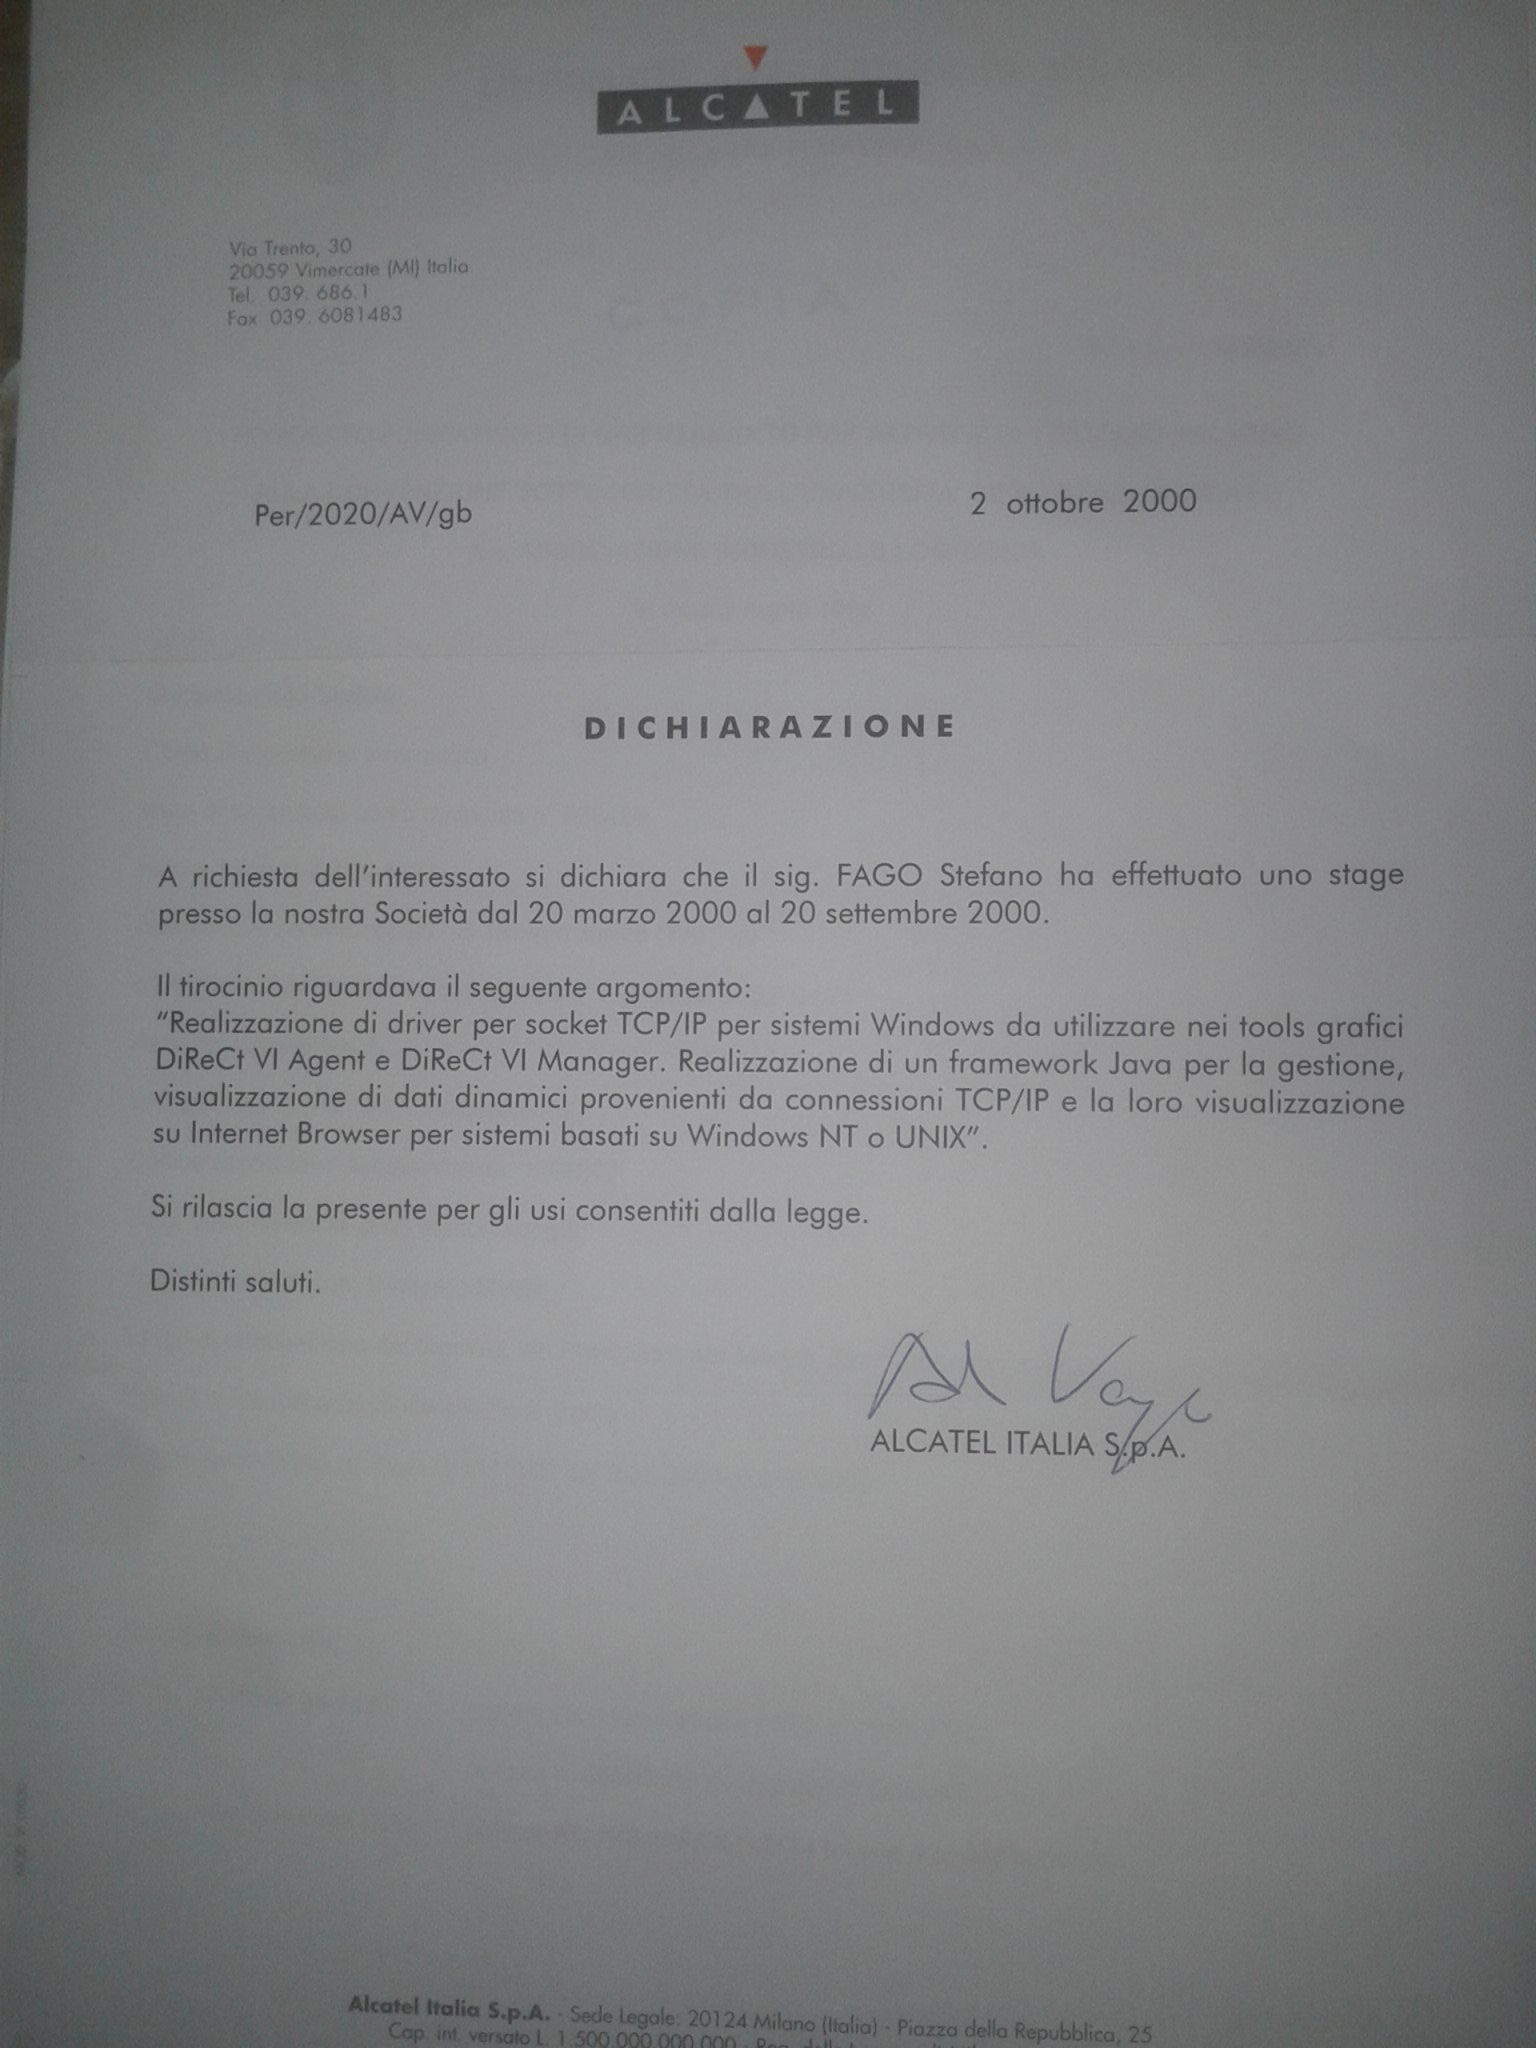 ALCATEL
Via Trento, 30
20059 Vimercate (MI) Italia
Tel. 039. 686.1
Fax 039. 6081483
Per/2020/AV/gb 2 ottobre 2000
DICHIARAZIONE
A richiesta dell'interessato si dichiara che il sig. FAGO Stefano ha effettuato uno stage
presso la nostra Società dal 20 marzo 2000 al 20 settembre 2000.
Il tirocinio riguardava il seguente argomento:
“Realizzazione di driver per socket TCP/IP per sistemi Windows da utilizzare nei tools grafici
DiReCt VI Agent e DiReCt VI Manager. Realizzazione di un framework Java per la gestione,
visualizzazione di dati dinamici provenienti da connessioni TCP/IP e la loro visualizzazione
su Internet Browser per sistemi basati su Windows NT o UNIX”.
Si rilascia la presente per gli usi consentiti dalla legge.
Distinti saluti.
ALCATEL ITALIA S.p.A.
Alcatel Italia S.p.A. - Sede Legale: 20124 Milano (Italia) - Piazza della Repubblica, 25
Cap. int. versato L. 1.500.000.000.000